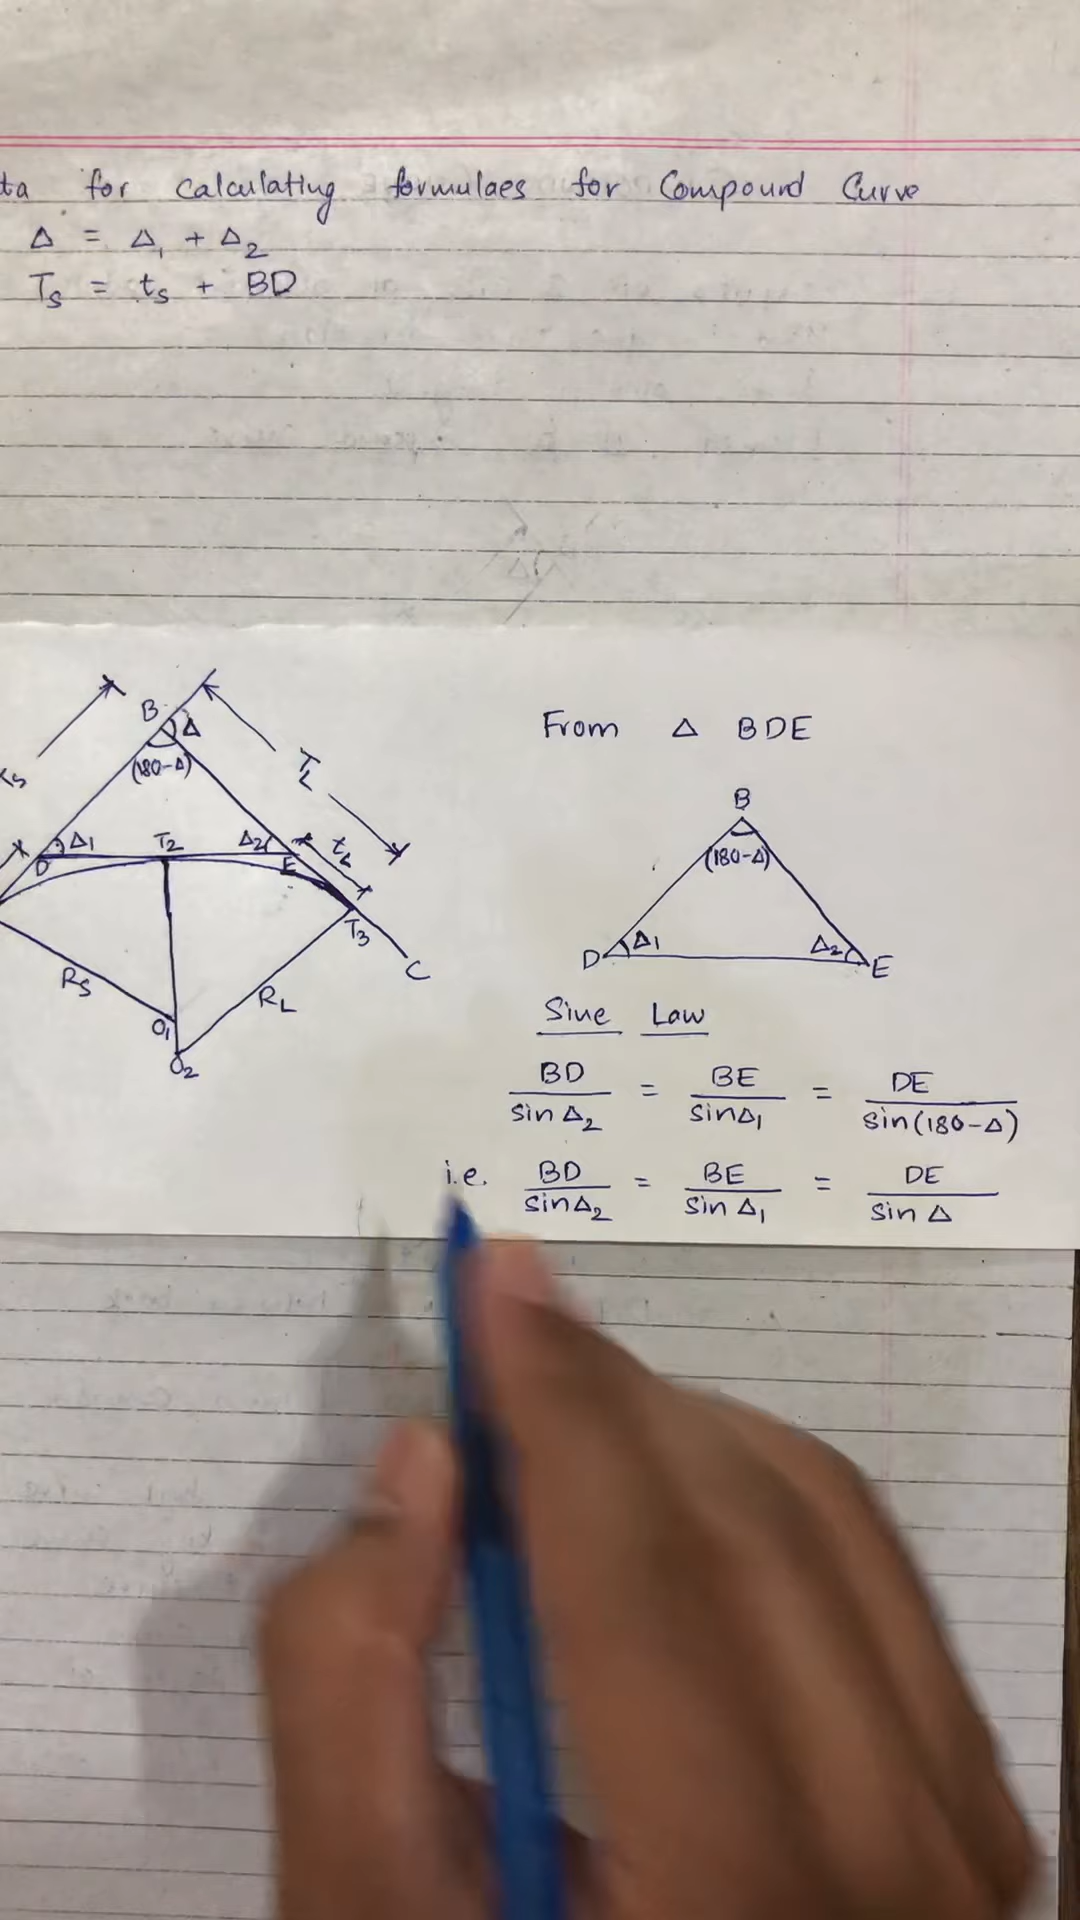 ta for calculating formulaes for Compound Curve
Δ = Δ₁ + Δ₂
Ts = ts + BD
B Δ
(180-Δ)
TL
Δ1 T2 Δ2 tL
D E
T3
C
Rs RL
O1
O2
From Δ BDE
B
(180-Δ)
D Δ1 Δ2 E
Sine Law
BD/sin Δ₂ = BE/sinΔ₁ = DE/sin(180-Δ)
i.e. BD/sinΔ₂ = BE/sin Δ₁ = DE/sin Δ